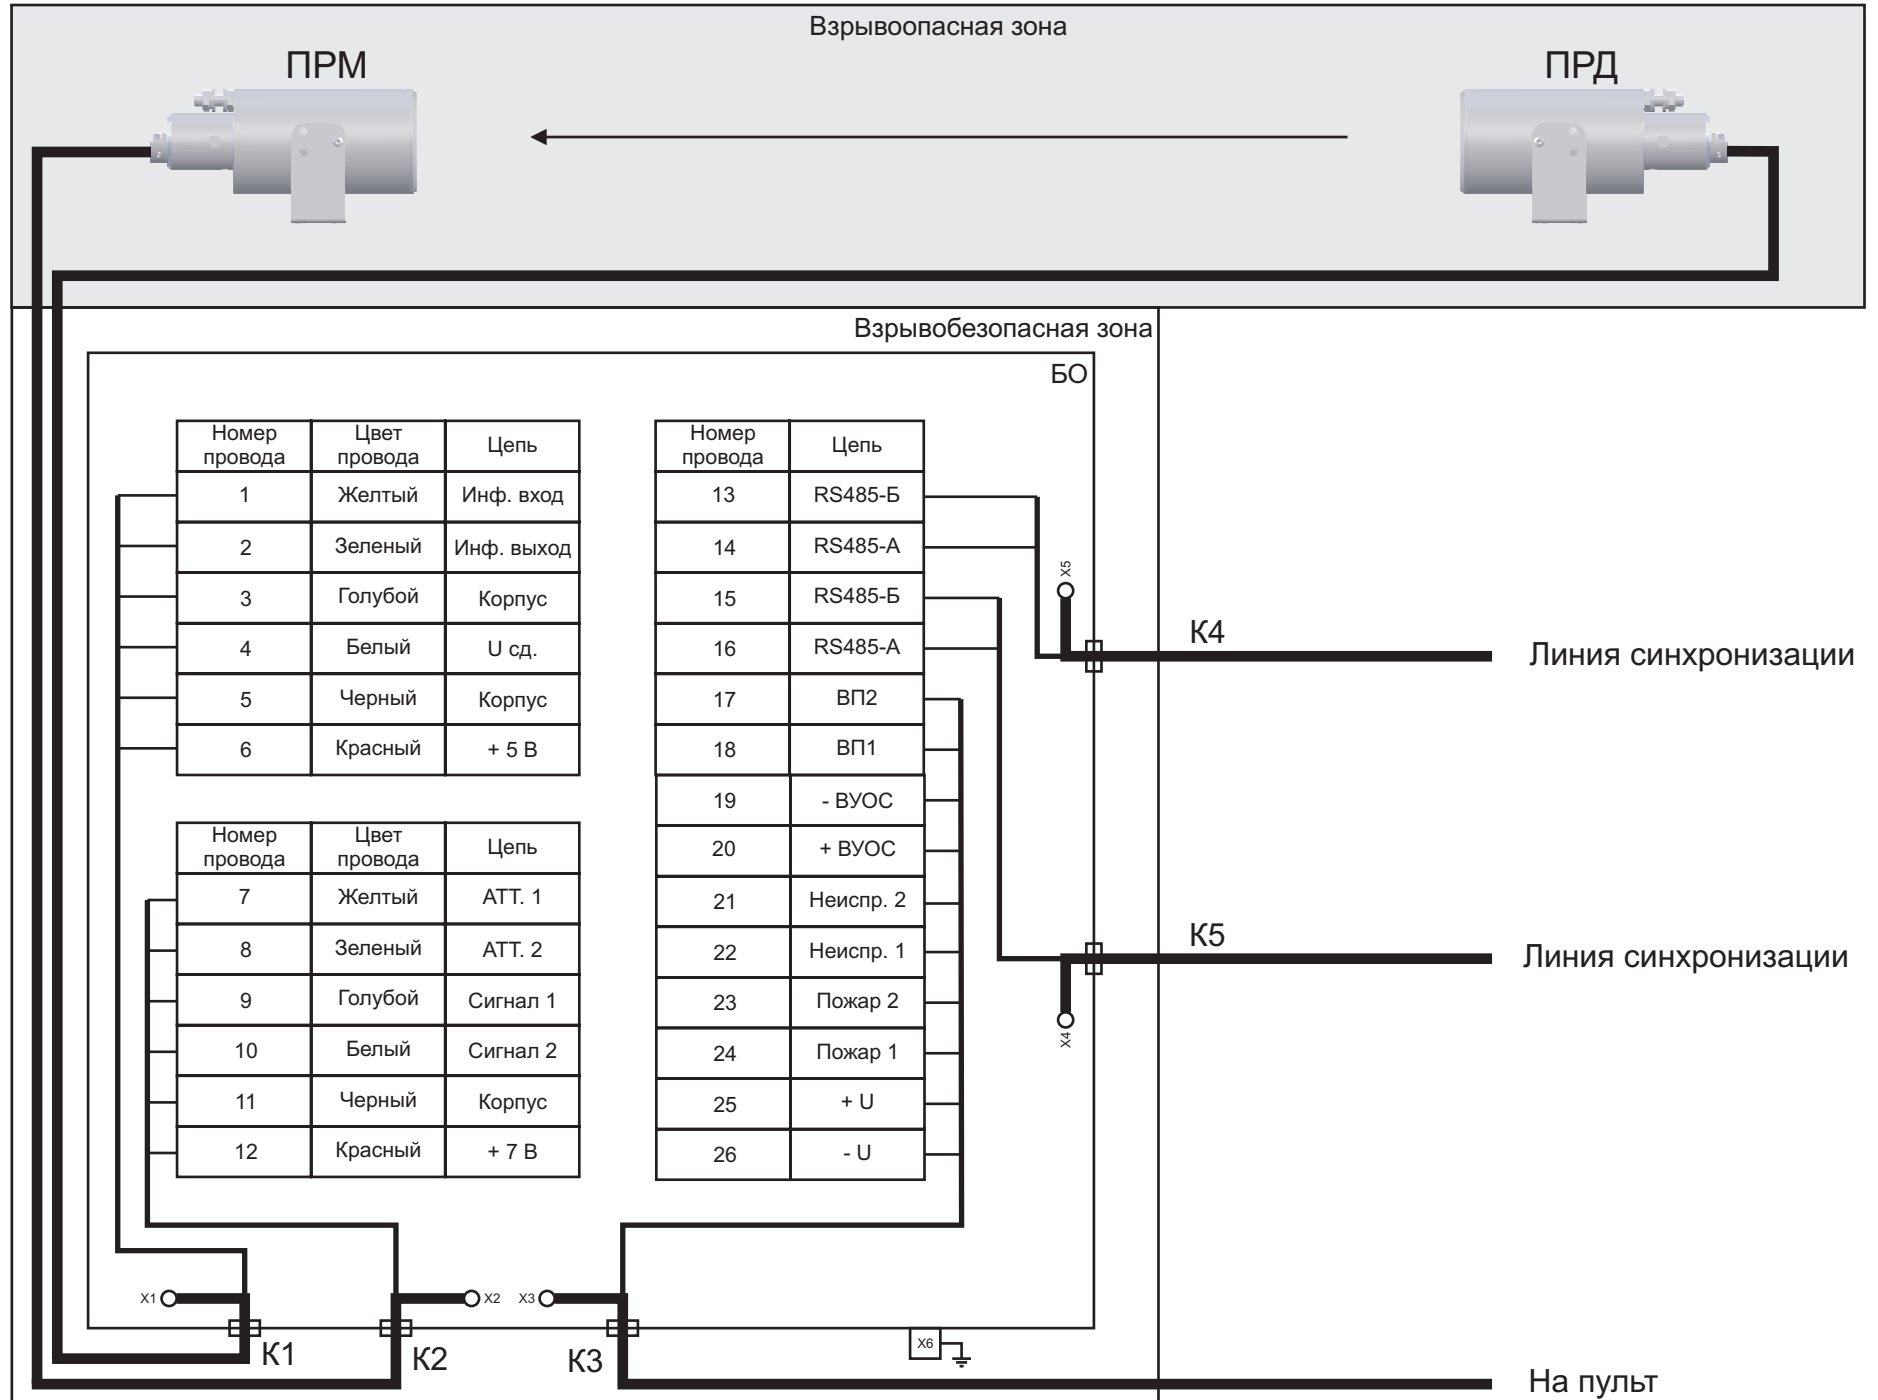 Взрывоопасная зона
ПРМ
ПРД
Взрывобезопасная зона
БО
Номер провода Цвет провода Цепь
1 Желтый Инф. вход
2 Зеленый Инф. выход
3 Голубой Корпус
4 Белый U сд.
5 Черный Корпус
6 Красный + 5 В
Номер провода Цвет провода Цепь
7 Желтый АТТ. 1
8 Зеленый АТТ. 2
9 Голубой Сигнал 1
10 Белый Сигнал 2
11 Черный Корпус
12 Красный + 7 В
Номер провода Цепь
13 RS485-Б
14 RS485-А
15 RS485-Б
16 RS485-А
17 ВП2
18 ВП1
19 - ВУОС
20 + ВУОС
21 Неиспр. 2
22 Неиспр. 1
23 Пожар 2
24 Пожар 1
25 + U
26 - U
X5
К4
Линия синхронизации
К5
Линия синхронизации
X4
X1
X2
X3
К1
К2
К3
X6
На пульт